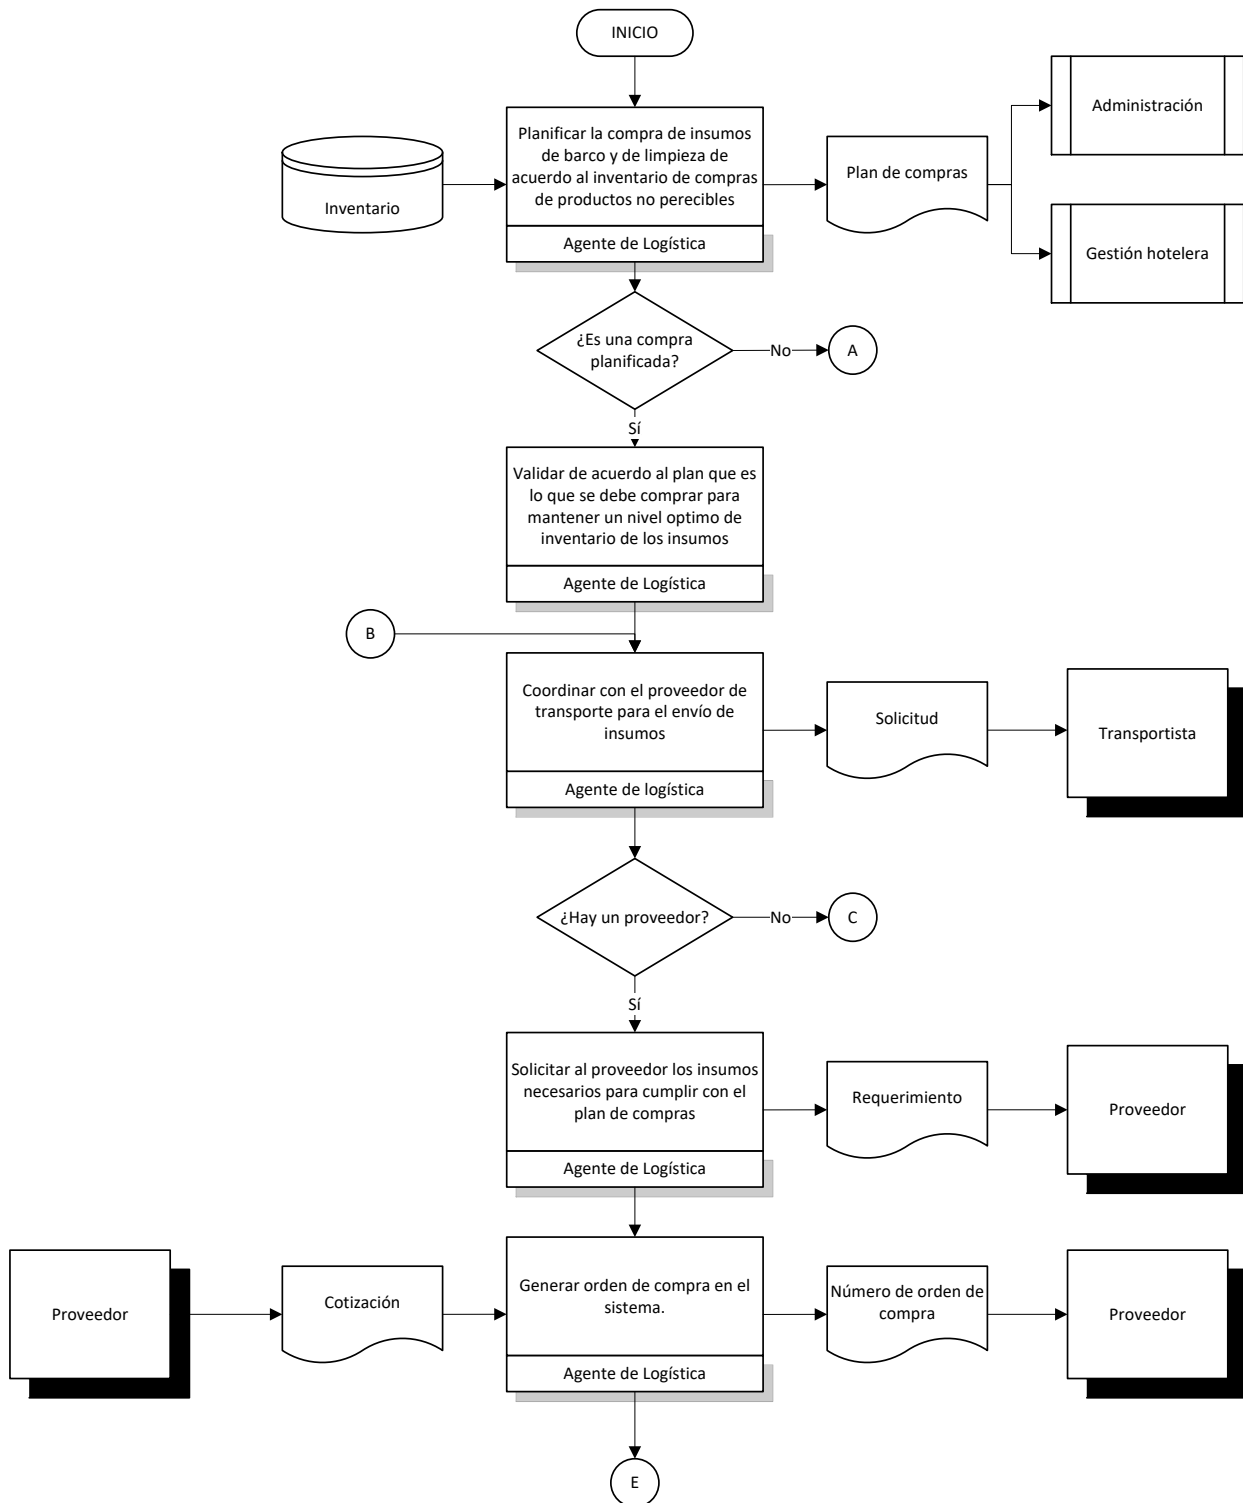 INICIO
Planificar la compra de insumos
de barco y de limpieza de
acuerdo al inventario de compras
de productos no perecibles
Agente de Logística
Inventario
Plan de compras
Administración
Gestión hotelera
¿Es una compra
planificada?
No
A
Sí
Validar de acuerdo al plan que es
lo que se debe comprar para
mantener un nivel optimo de
inventario de los insumos
Agente de Logística
B
Coordinar con el proveedor de
transporte para el envío de
insumos
Agente de logística
Solicitud
Transportista
¿Hay un proveedor?
No
C
Sí
Solicitar al proveedor los insumos
necesarios para cumplir con el
plan de compras
Agente de Logística
Requerimiento
Proveedor
Proveedor
Cotización
Generar orden de compra en el
sistema.
Agente de Logística
Número de orden de
compra
Proveedor
E